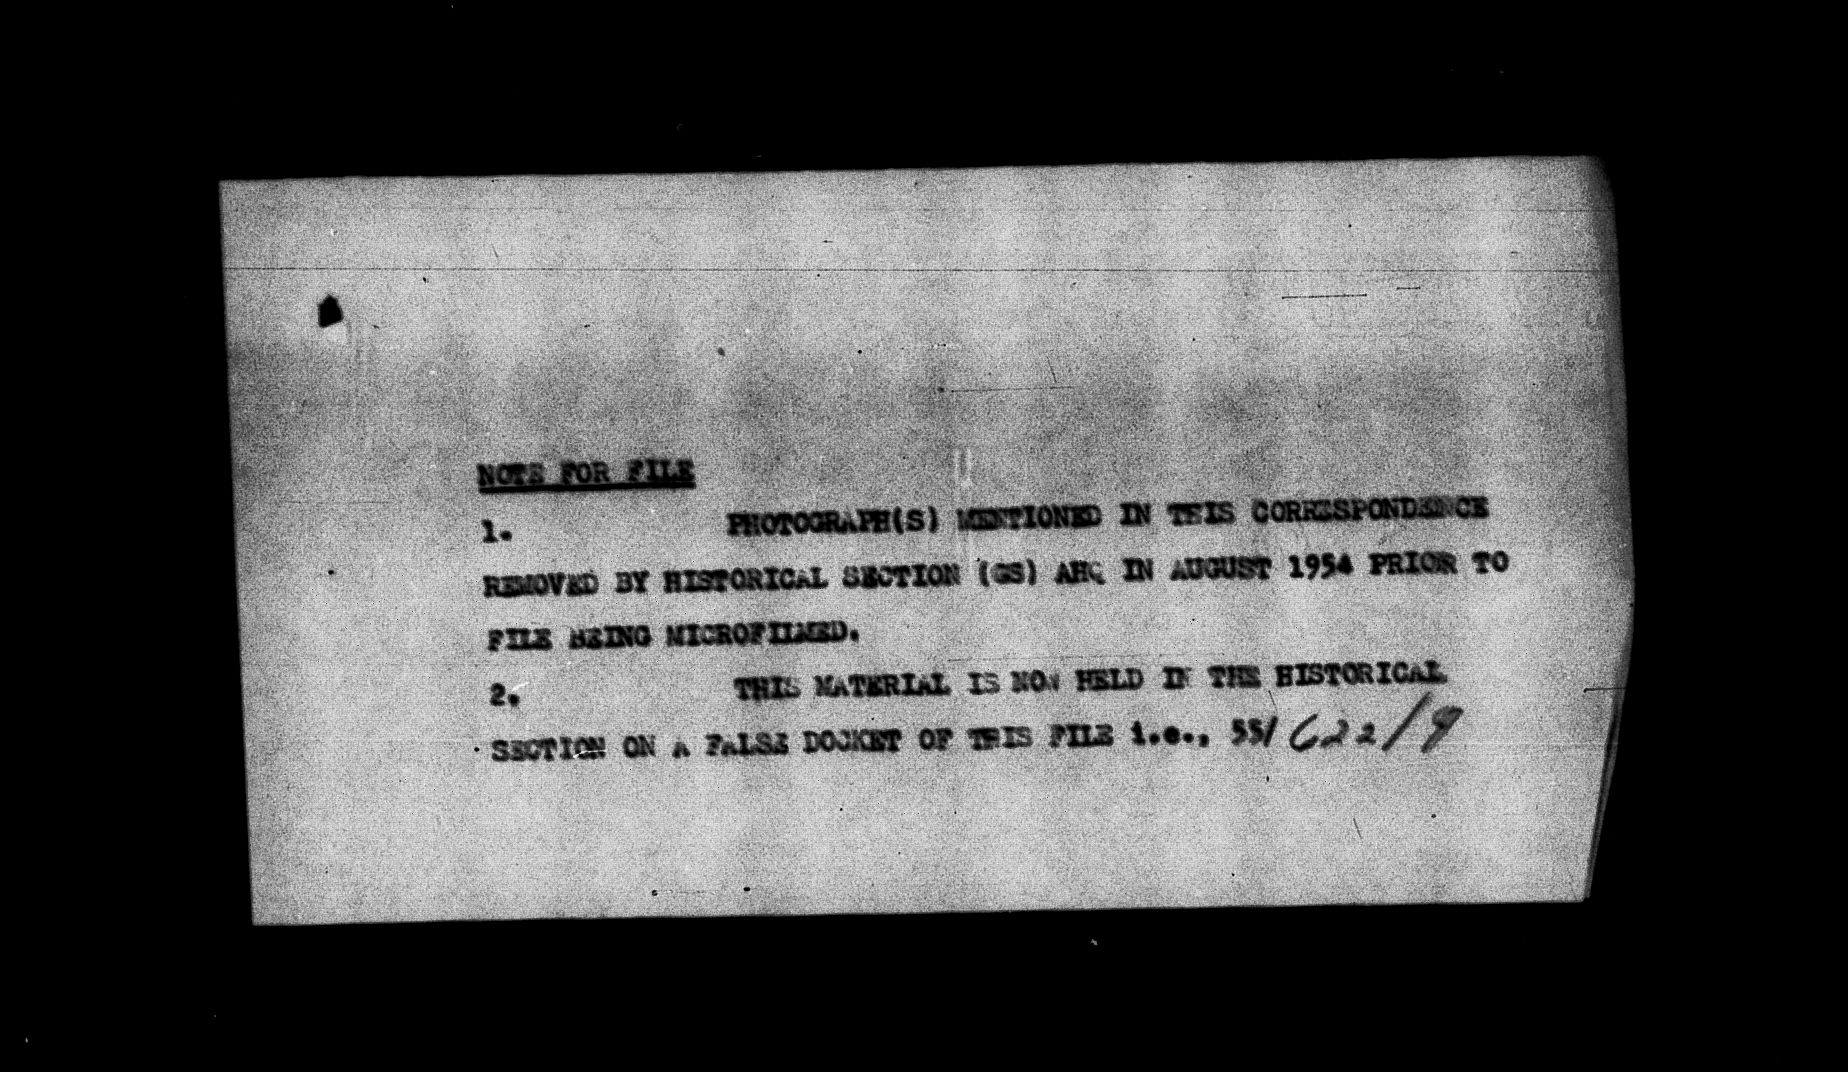 NOTE FOR FILE
1. PHOTOGRAPH(S) MENTIONED IN THIS CORRESPONDENCE
REMOVED BY HISTORICAL SECTION (GS) AHQ IN AUGUST 1954 PRIOR TO
FILE BEING MICROFILMED.
2. THIS MATERIAL IS NOW HELD IN THE HISTORICAL
SECTION ON A FALSE DOCKET OF THIS FILE i.e., 55/622/9